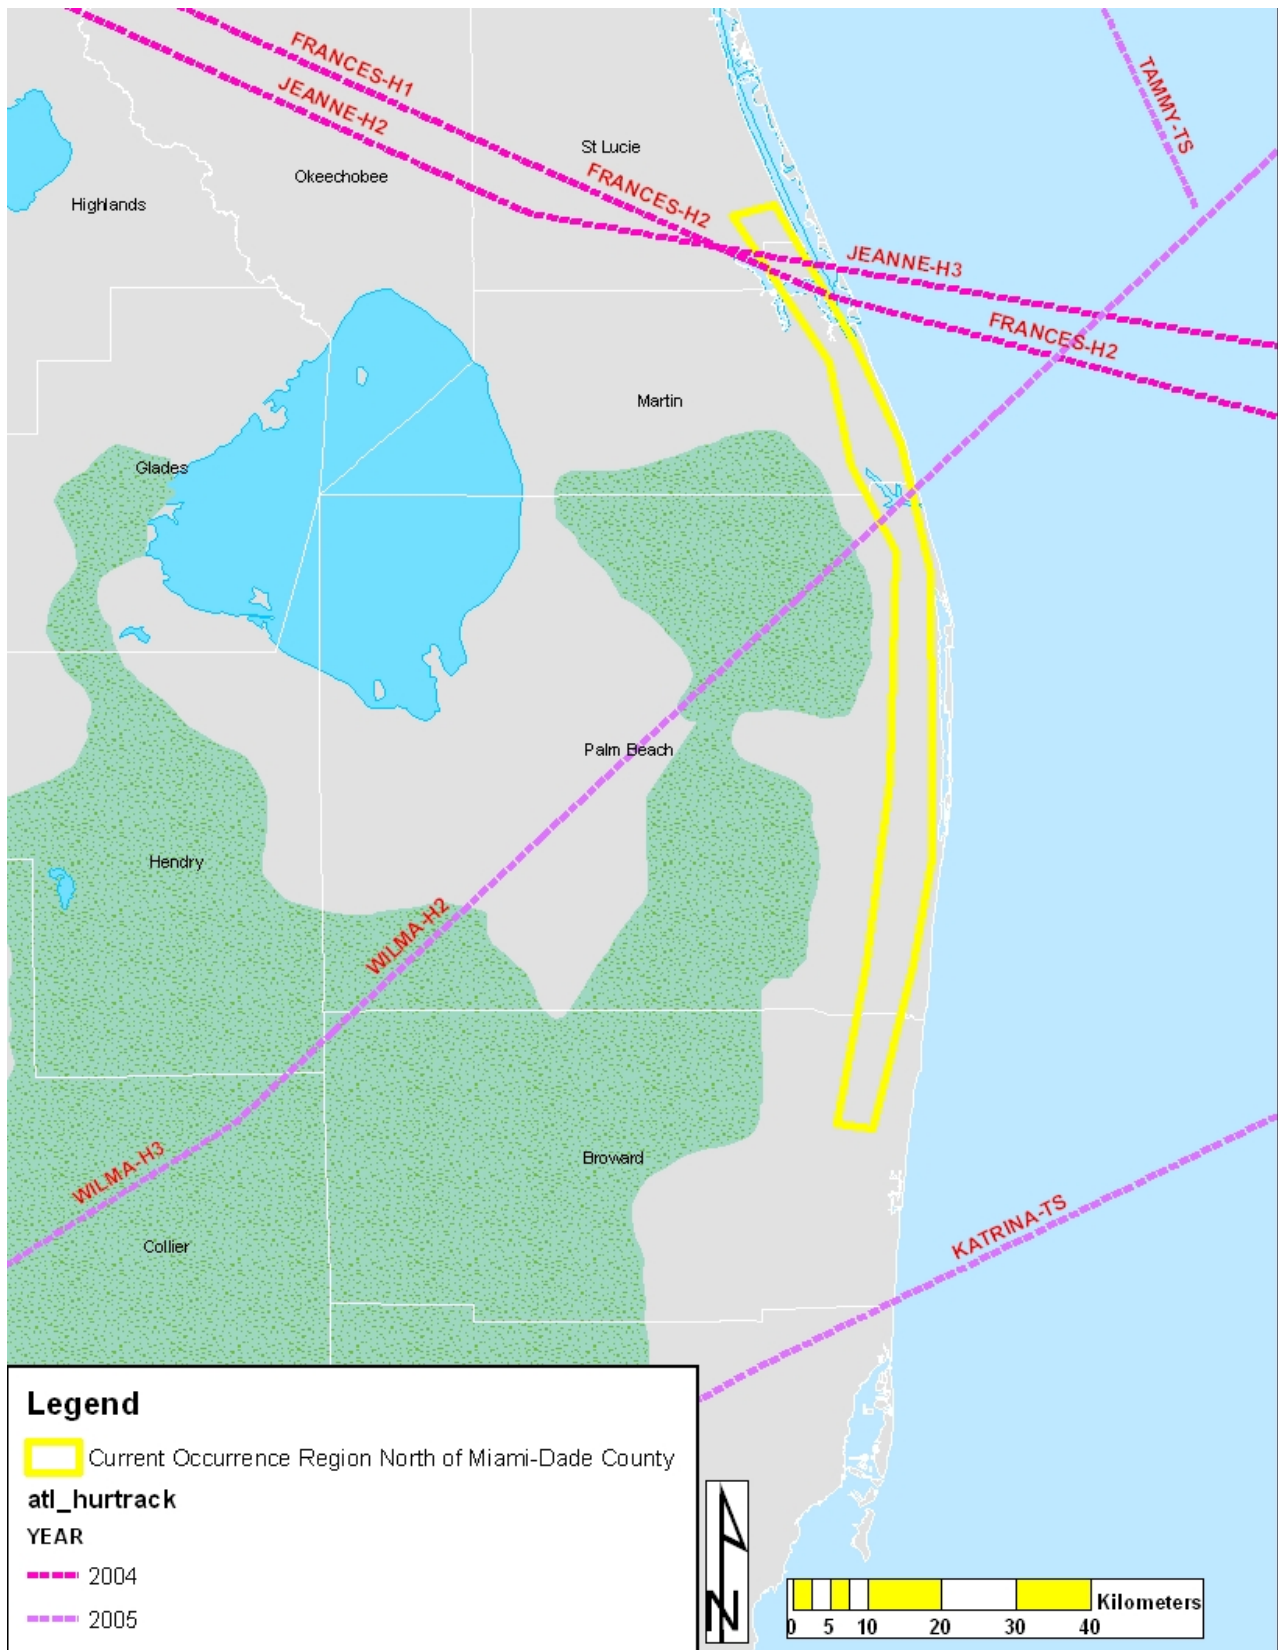 FRANCES-H1
TAMMY-TS
JEANNE-H2
St Lucie
Okeechobee
FRANCES-H2
Highlands
JEANNE-H3
FRANCES-H2
Martin
Glades
Palm Beach
Hendry
WILMA-H2
WILMA-H3
Broward
KATRINA-TS
Collier
Legend
Current Occurrence Region North of Miami-Dade County
atl_hurtrack
YEAR
2004
2005
N
Kilometers
0 5 10 20 30 40